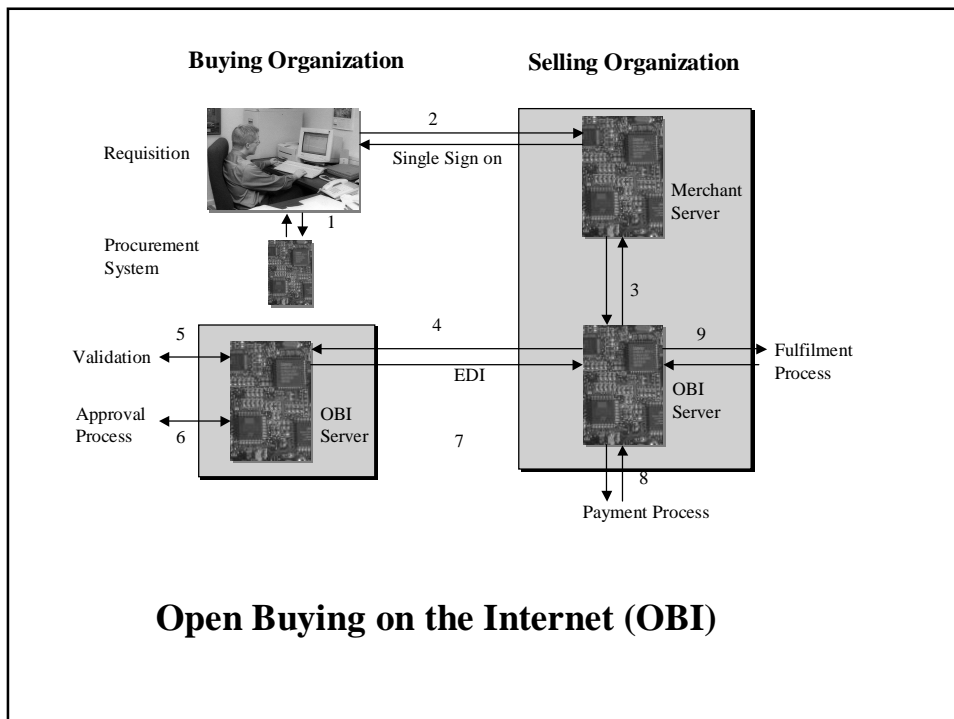 Buying Organization
Selling Organization
2
Requisition
Single Sign on
Merchant
Server
1
Procurement
System
3
4
5
9
Validation
Fulfilment
Process
EDI
OBI
Server
OBI
Server
Approval
Process
6
7
8
Payment Process
Open Buying on the Internet (OBI)